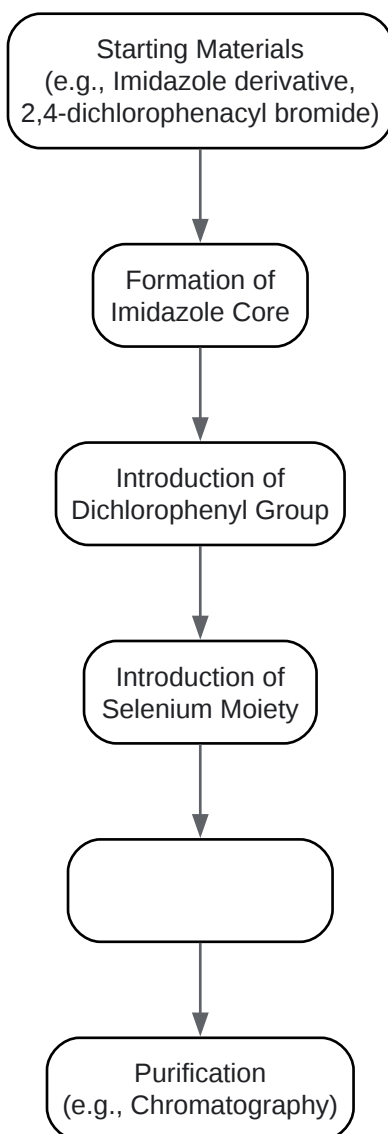 Starting Materials
(e.g., Imidazole derivative,
2,4-dichlorophenacyl bromide)
Formation of
Imidazole Core
Introduction of
Dichlorophenyl Group
Introduction of
Selenium Moiety
Purification
(e.g., Chromatography)